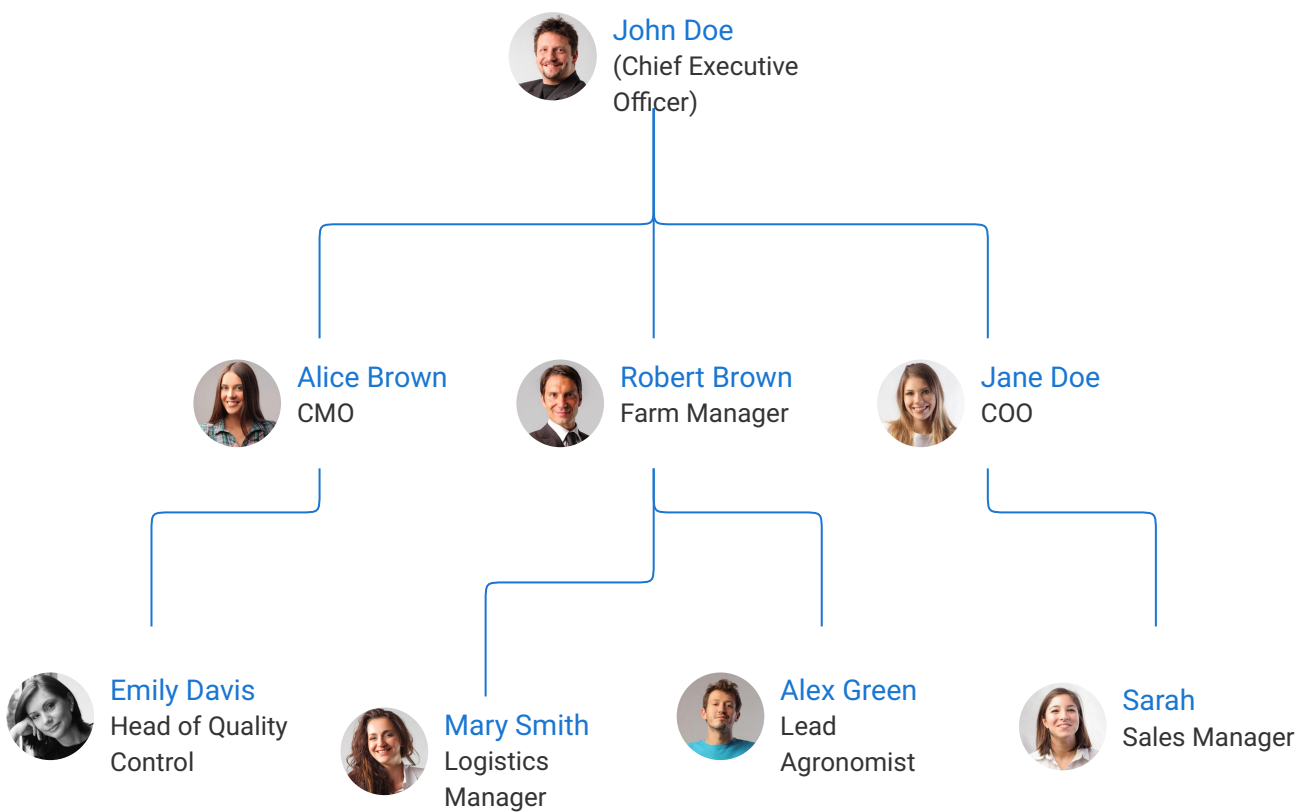 John Doe
(Chief Executive
Officer)
Alice Brown
CMO
Robert Brown
Farm Manager
Jane Doe
COO
Emily Davis
Head of Quality
Control
Mary Smith
Logistics
Manager
Alex Green
Lead
Agronomist
Sarah
Sales Manager